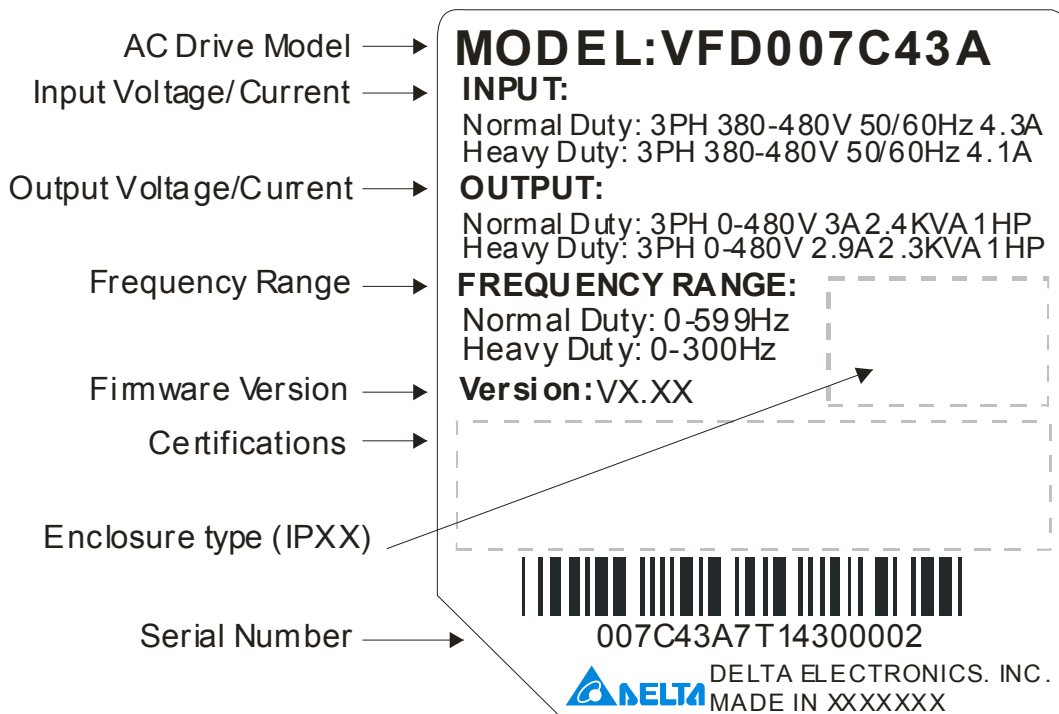 AC Drive Model
MODEL:VFD007C43A
Input Voltage/Current
INPUT:
Normal Duty: 3PH 380-480V 50/60Hz 4.3A
Heavy Duty: 3PH 380-480V 50/60Hz 4.1A
Output Voltage/Current
OUTPUT:
Normal Duty: 3PH 0-480V 3A 2.4KVA 1HP
Heavy Duty: 3PH 0-480V 2.9A 2.3KVA 1HP
Frequency Range
FREQUENCY RANGE:
Normal Duty: 0-599Hz
Heavy Duty: 0-300Hz
Firmware Version
Version: VX.XX
Certifications
Enclosure type (IPXX)
Serial Number
007C43A7T14300002
DELTA
DELTA ELECTRONICS. INC.
MADE IN XXXXXXX